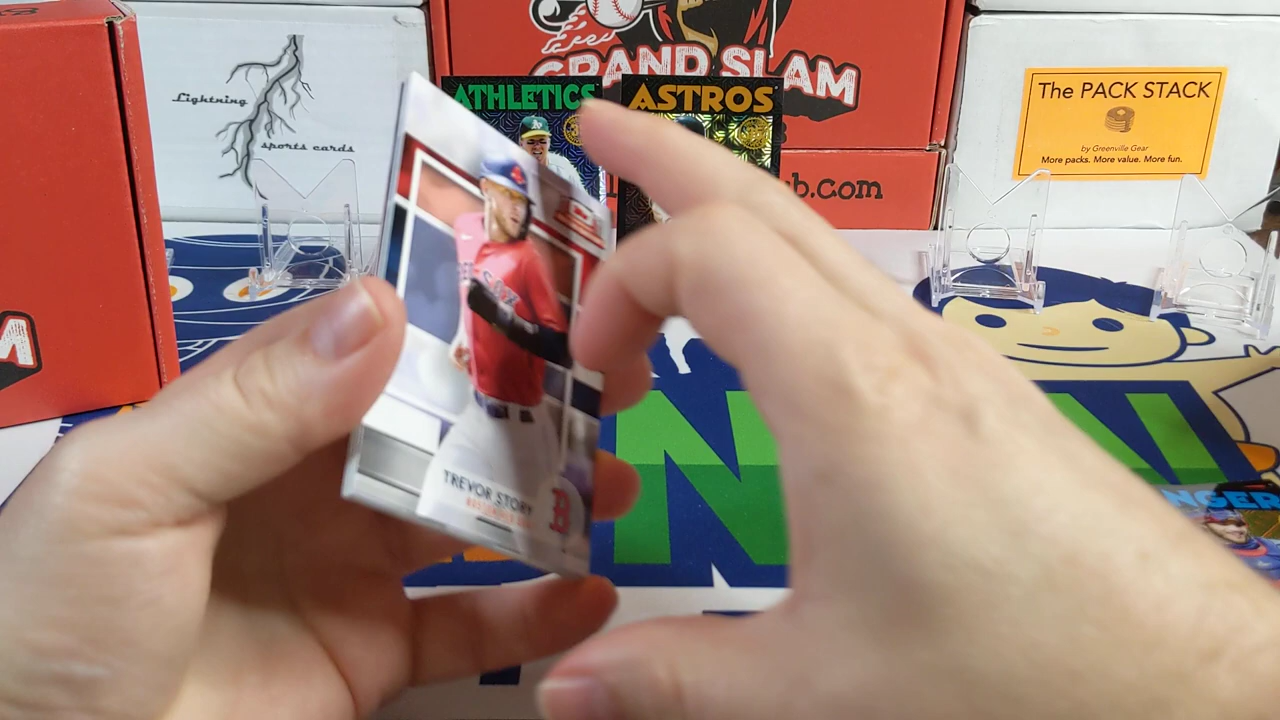 Lightning
sports cards
GRAND SLAM
b.com
ATHLETICS
ASTROS
The PACK STACK
by Greenville Gear
More packs. More value. More fun.
TREVOR STORY
B
NGER